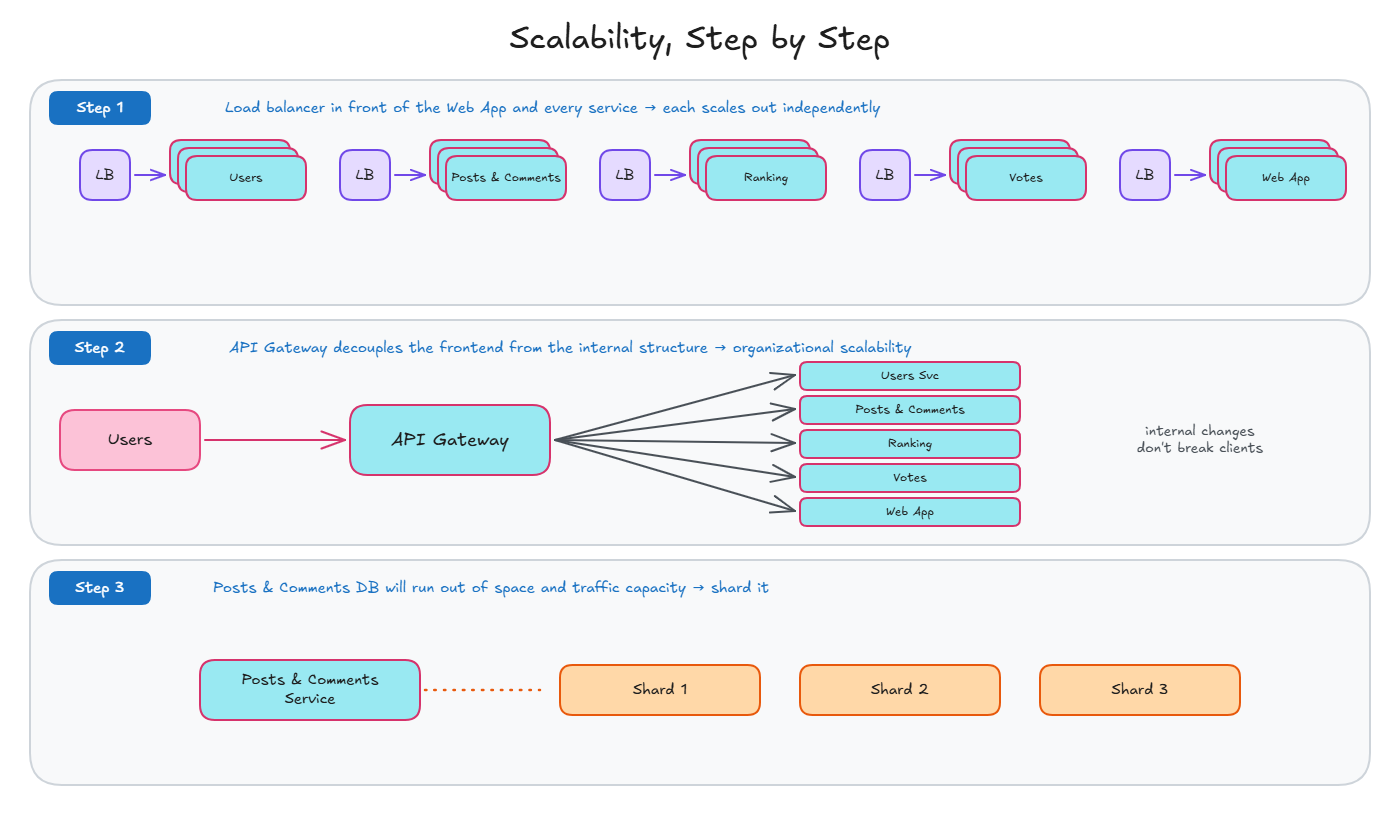 Scalability, Step by Step
Step 1
Load balancer in front of the Web App and every service → each scales out independently
LB
Users
LB
Posts & Comments
LB
Ranking
LB
Votes
LB
Web App
Step 2
API Gateway decouples the frontend from the internal structure → organizational scalability
Users
API Gateway
Users Svc
Posts & Comments
Ranking
Votes
Web App
internal changes
don't break clients
Step 3
Posts & Comments DB will run out of space and traffic capacity → shard it
Posts & Comments
Service
Shard 1
Shard 2
Shard 3